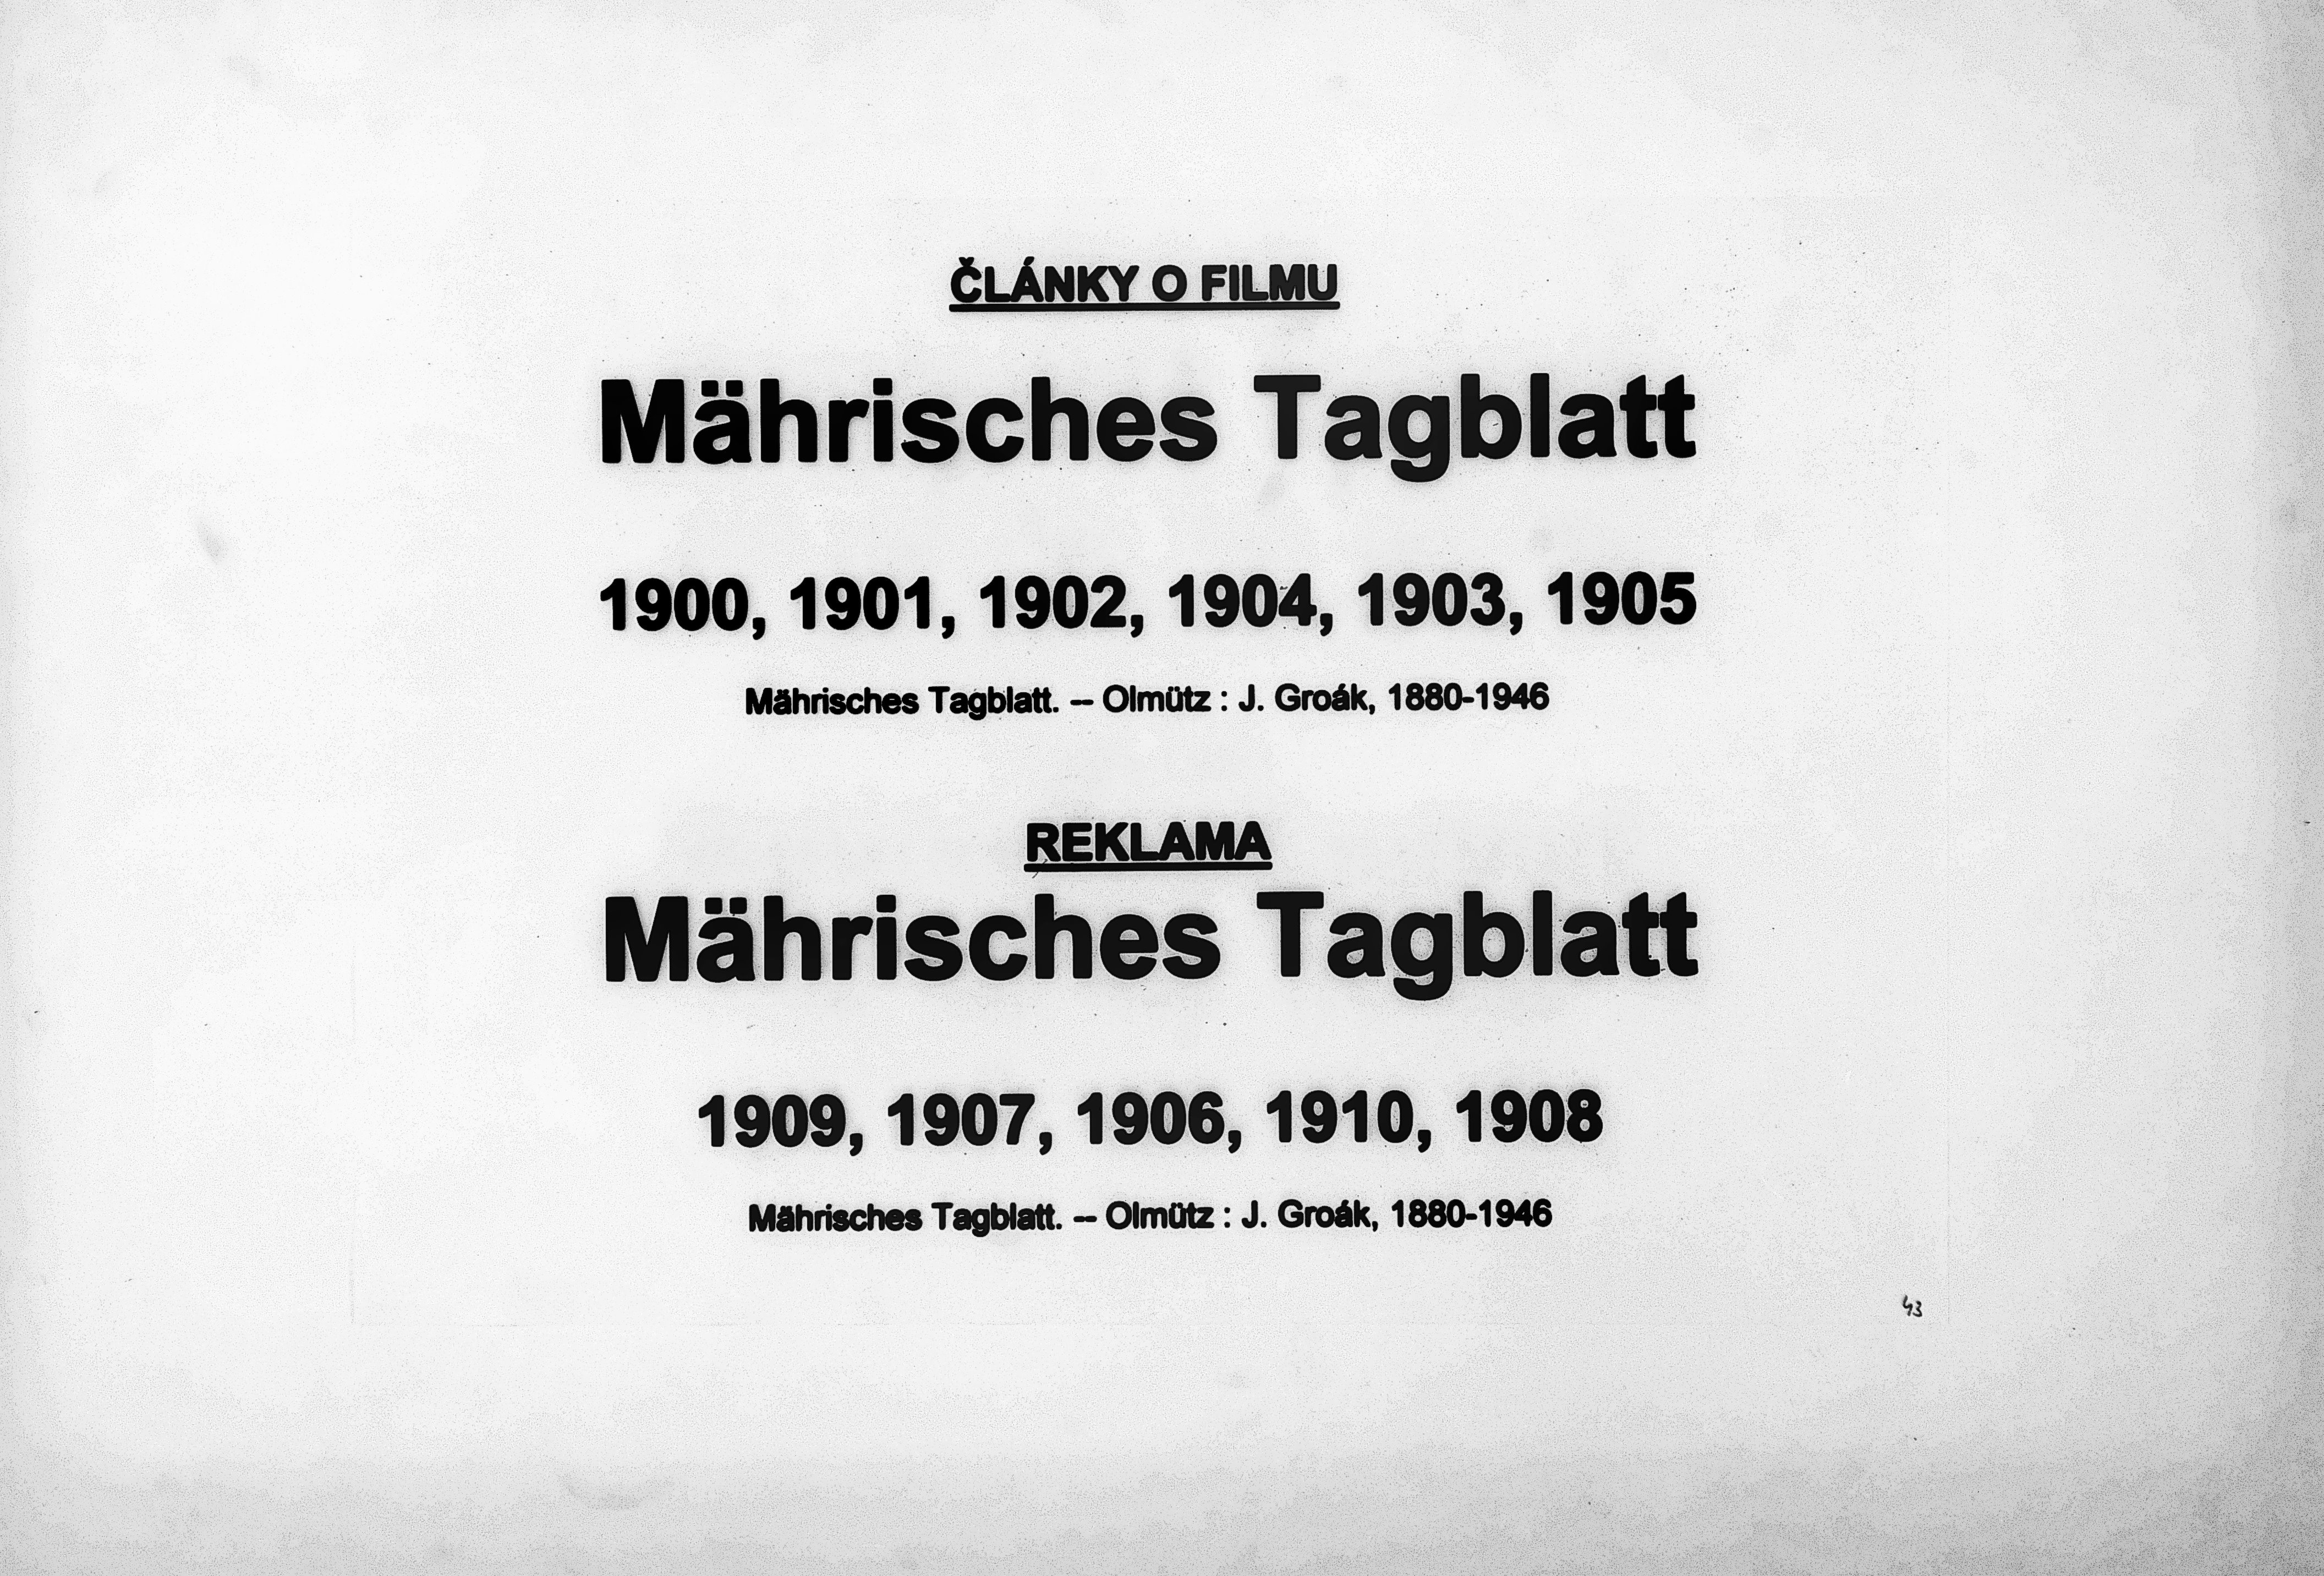 ČLÁNKY O FILMU
Mährisches Tagblatt
1900, 1901, 1902, 1904, 1903, 1905
Mährisches Tagblatt. -- Olmütz : J. Groák, 1880-1946
REKLAMA
Mährisches Tagblatt
1909, 1907, 1906, 1910, 1908
Mährisches Tagblatt. -- Olmütz : J. Groák, 1880-1946
43